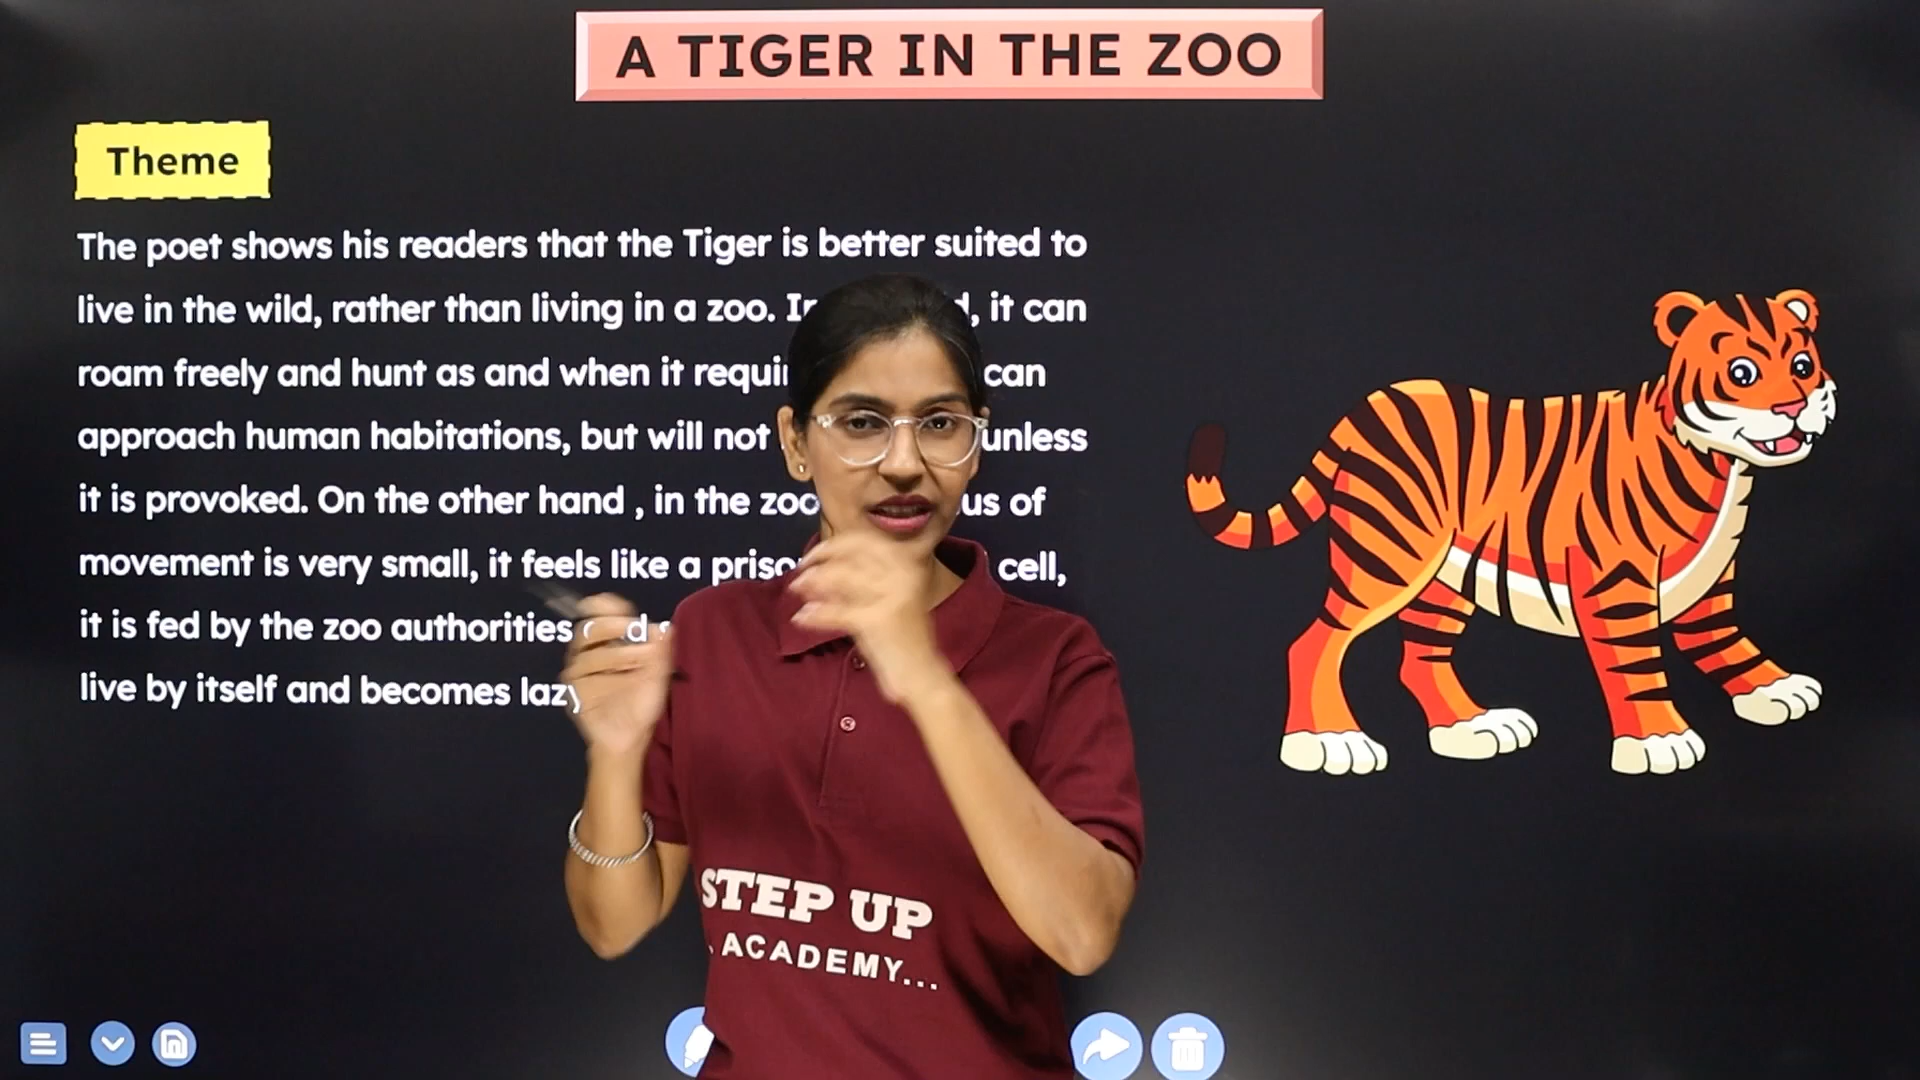 A TIGER IN THE ZOO
Theme
The poet shows his readers that the Tiger is better suited to
live in the wild, rather than living in a zoo. it can
roam freely and hunt as and when it can
approach human habitations, but will not unless
it is provoked. On the other hand , in the of
movement is very small, it feels like a cell,
it is fed by the zoo authorities
live by itself and becomes
STEP UP
ACADEMY...